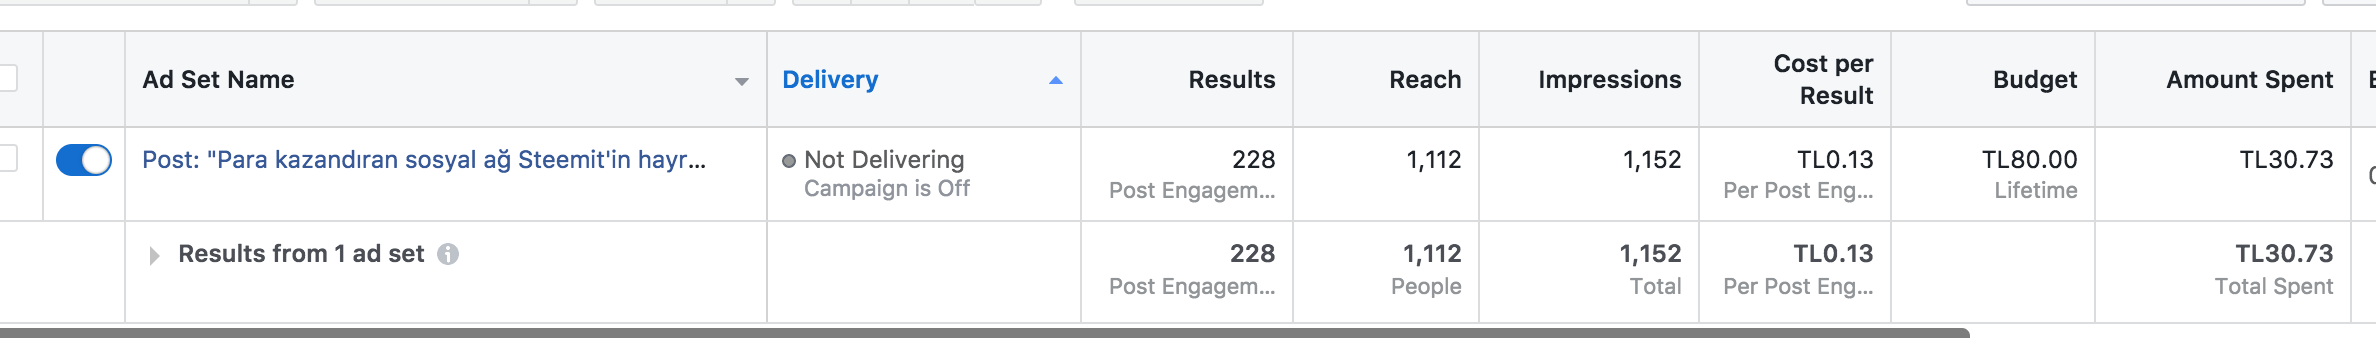 Ad Set Name
Delivery
Results
Reach
Impressions
Cost per
Result
Budget
Amount Spent
Post: "Para kazandıran sosyal ağ Steemit'in hayr...
Not Delivering
Campaign is Off
228
Post Engagem...
1,112
1,152
TL0.13
Per Post Eng...
TL80.00
Lifetime
TL30.73
Results from 1 ad set
228
Post Engagem...
1,112
People
1,152
Total
TL0.13
Per Post Eng...
TL30.73
Total Spent